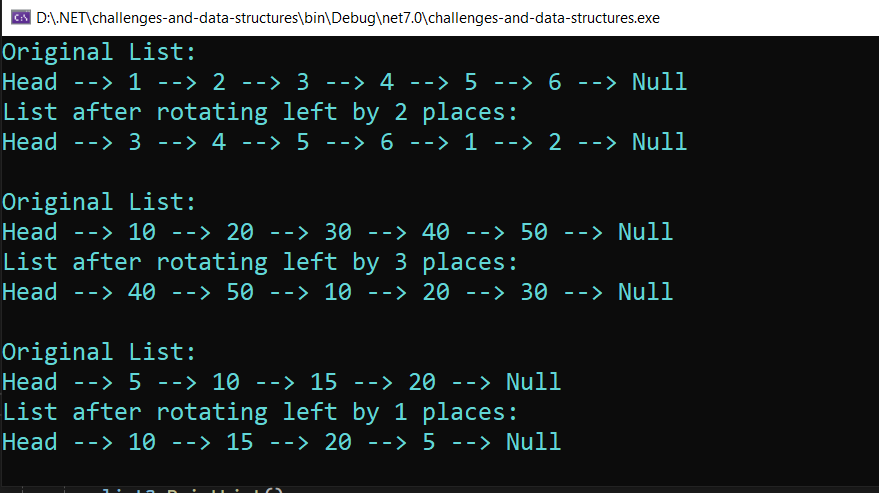 D:\.NET\challenges-and-data-structures\bin\Debug\net7.0\challenges-and-data-structures.exe
Original List:
Head --> 1 --> 2 --> 3 --> 4 --> 5 --> 6 --> Null
List after rotating left by 2 places:
Head --> 3 --> 4 --> 5 --> 6 --> 1 --> 2 --> Null
Original List:
Head --> 10 --> 20 --> 30 --> 40 --> 50 --> Null
List after rotating left by 3 places:
Head --> 40 --> 50 --> 10 --> 20 --> 30 --> Null
Original List:
Head --> 5 --> 10 --> 15 --> 20 --> Null
List after rotating left by 1 places:
Head --> 10 --> 15 --> 20 --> 5 --> Null